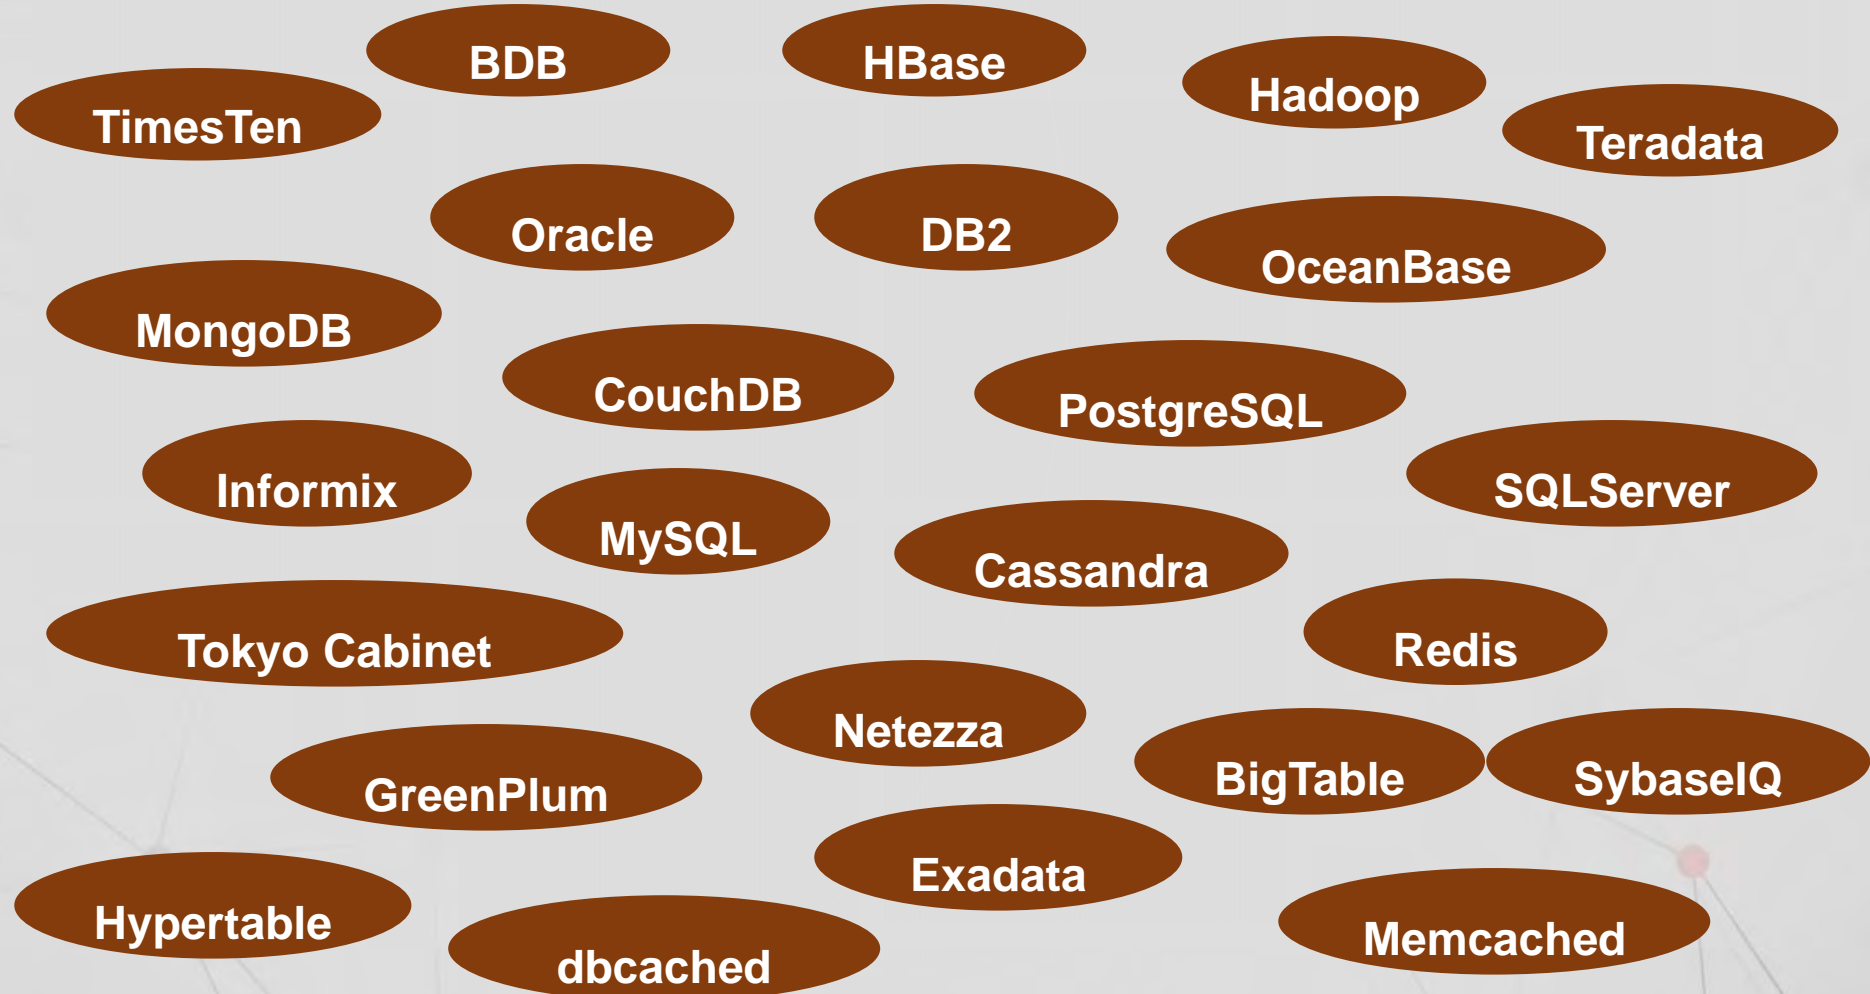 BDB
HBase
Hadoop
TimesTen
Teradata
Oracle
DB2
OceanBase
MongoDB
CouchDB
PostgreSQL
Informix
SQLServer
MySQL
Cassandra
Tokyo Cabinet
Redis
Netezza
GreenPlum
BigTable
SybaseIQ
Exadata
Hypertable
Memcached
dbcached